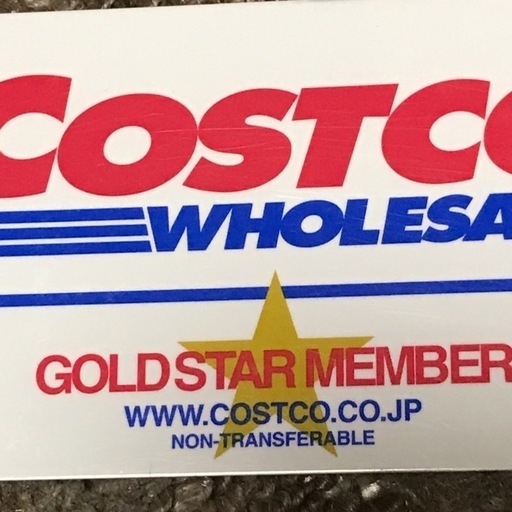 COSTCO
WHOLESA
GOLD STAR MEMBER
WWW.COSTCO.CO.JP
NON-TRANSFERABLE